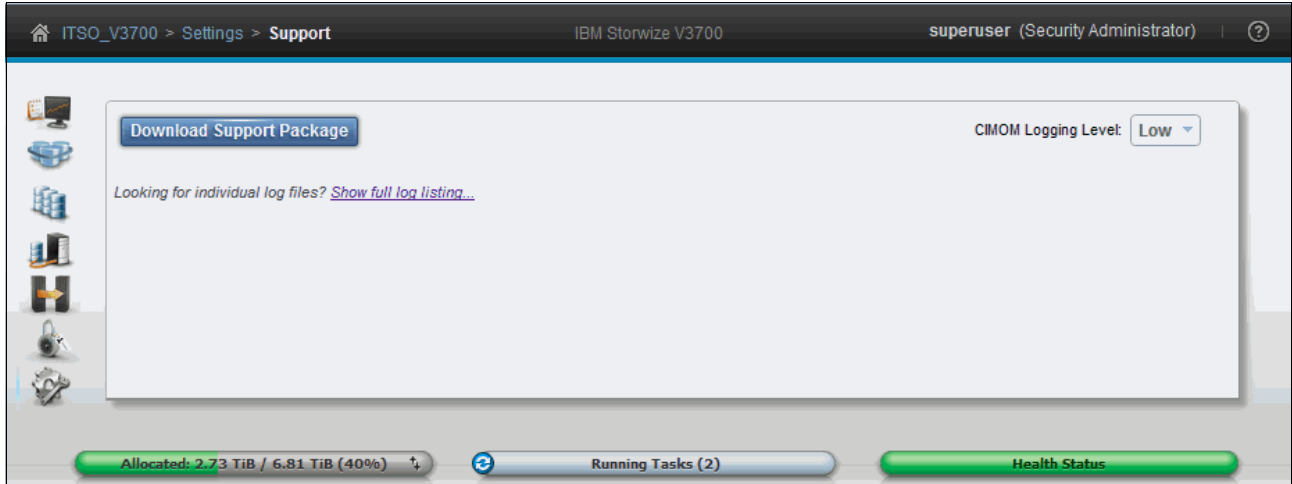 ITSO_V3700 > Settings > Support IBM Storwize V3700 superuser (Security Administrator) | ?
Download Support Package CIMOM Logging Level: Low
Looking for individual log files? Show full log listing...
Allocated: 2.73 TiB / 6.81 TiB (40%) Running Tasks (2) Health Status